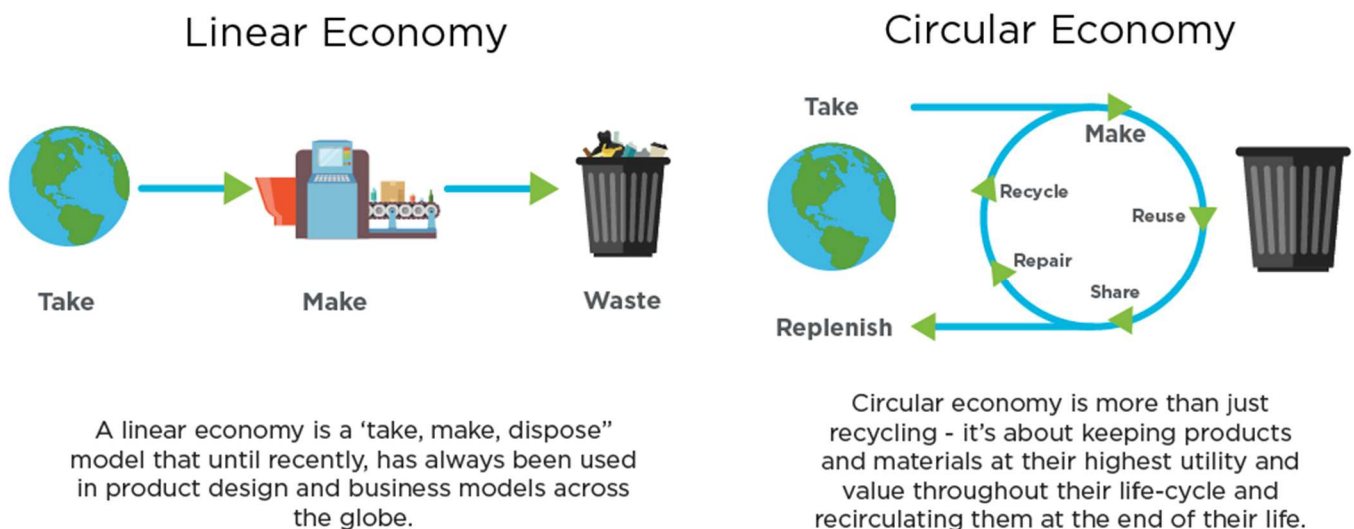 Linear Economy
Take
Make
Waste
A linear economy is a ‘take, make, dispose”
model that until recently, has always been used
in product design and business models across
the globe.
Circular Economy
Take
Make
Recycle
Reuse
Repair
Share
Replenish
Circular economy is more than just
recycling - it’s about keeping products
and materials at their highest utility and
value throughout their life-cycle and
recirculating them at the end of their life.